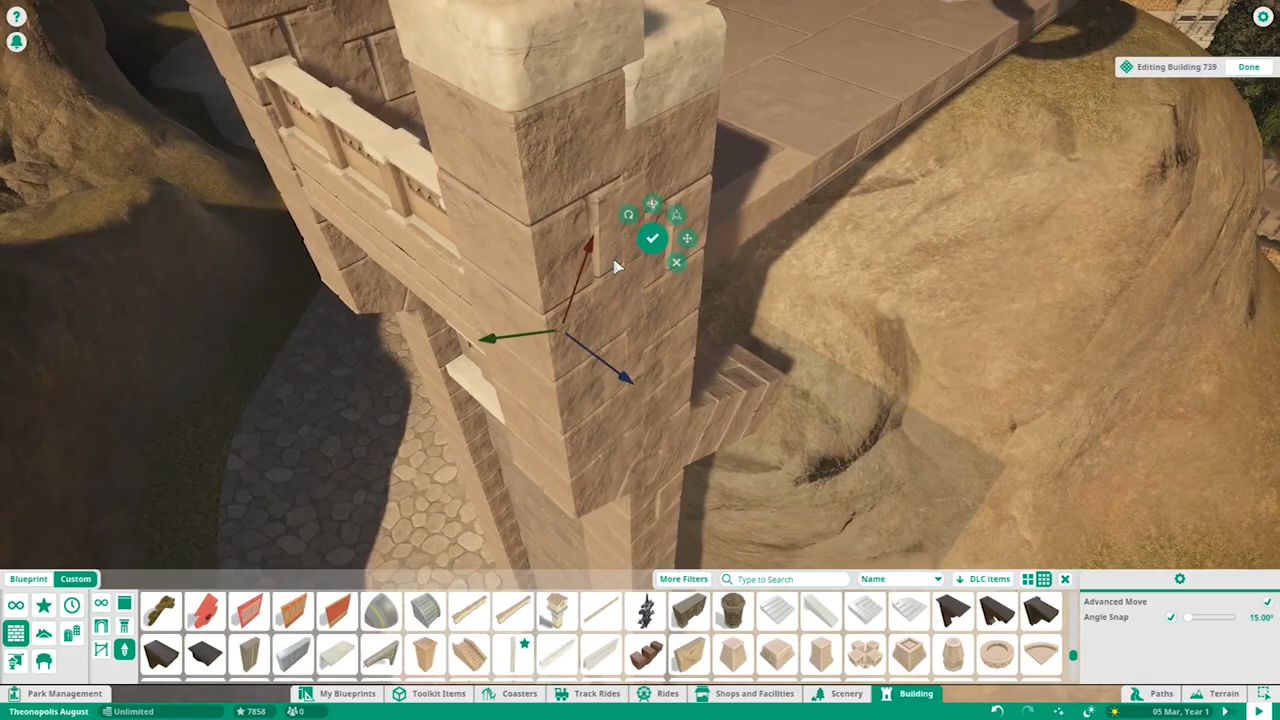 ?
Editing Building 739 Done
Blueprint Custom More Filters Type to Search Name DLC items
Advanced Move
Angle Snap 15.00°
Park Management My Blueprints Toolkit Items Coasters Track Rides Rides Shops and Facilities Scenery Building Paths Terrain
Theonopolis August Unlimited 7858 0 05 Mar, Year 1